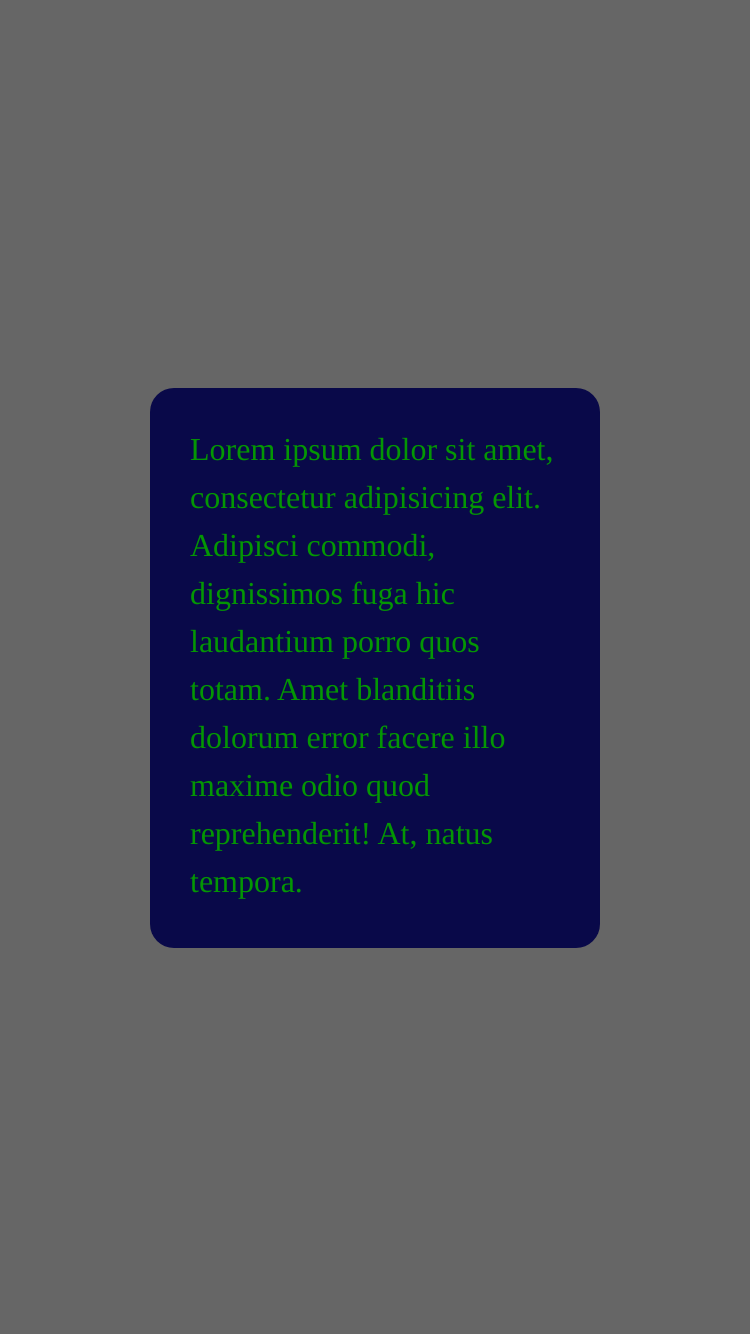 Lorem ipsum dolor sit amet,
consectetur adipisicing elit.
Adipisci commodi,
dignissimos fuga hic
laudantium porro quos
totam. Amet blanditiis
dolorum error facere illo
maxime odio quod
reprehenderit! At, natus
tempora.